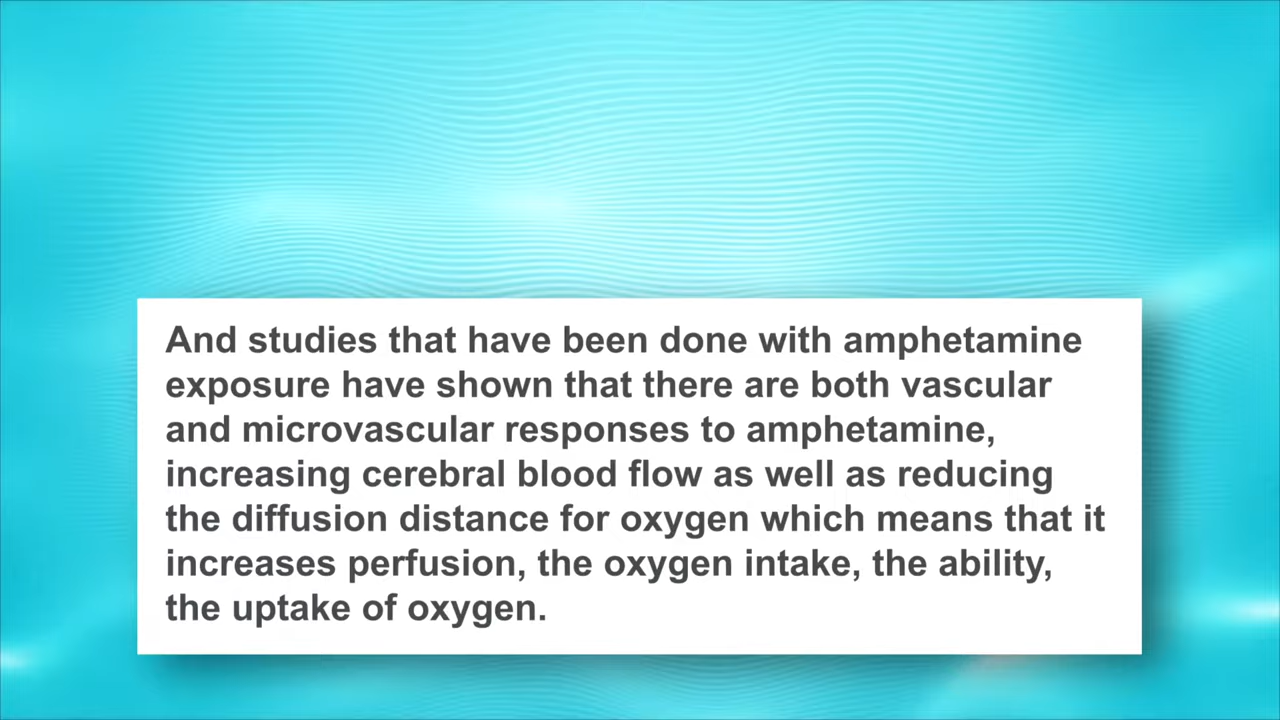 And studies that have been done with amphetamine
exposure have shown that there are both vascular
and microvascular responses to amphetamine,
increasing cerebral blood flow as well as reducing
the diffusion distance for oxygen which means that it
increases perfusion, the oxygen intake, the ability,
the uptake of oxygen.